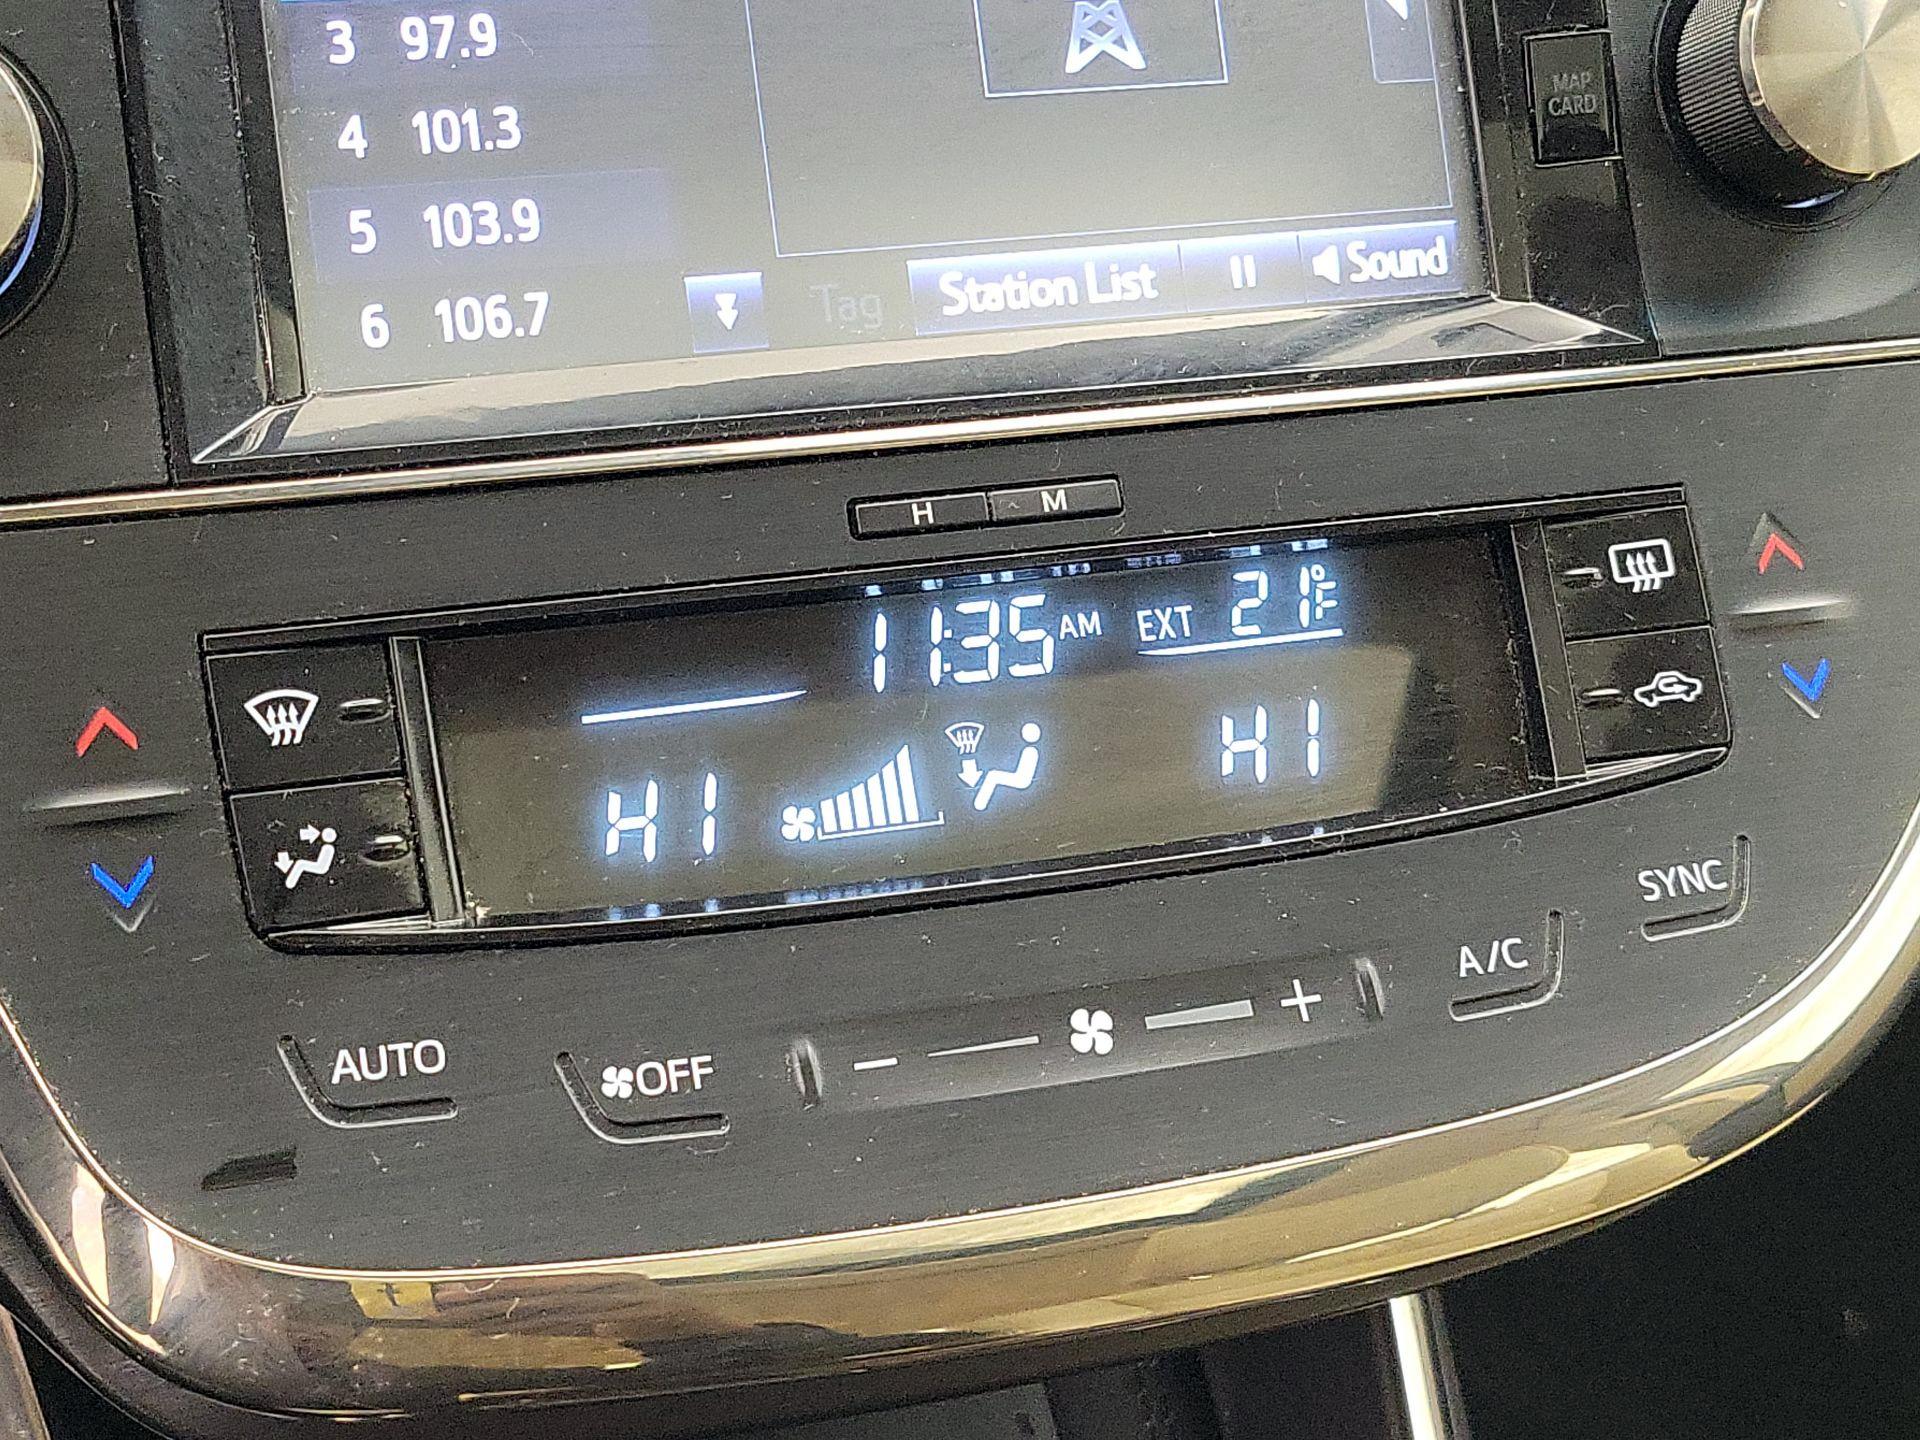 3 97.9
4 101.3
5 103.9
6 106.7
Tag Station List Sound
MAP
CARD
H M
11:35 AM EXT 21°F
HI HI
AUTO OFF - + A/C SYNC